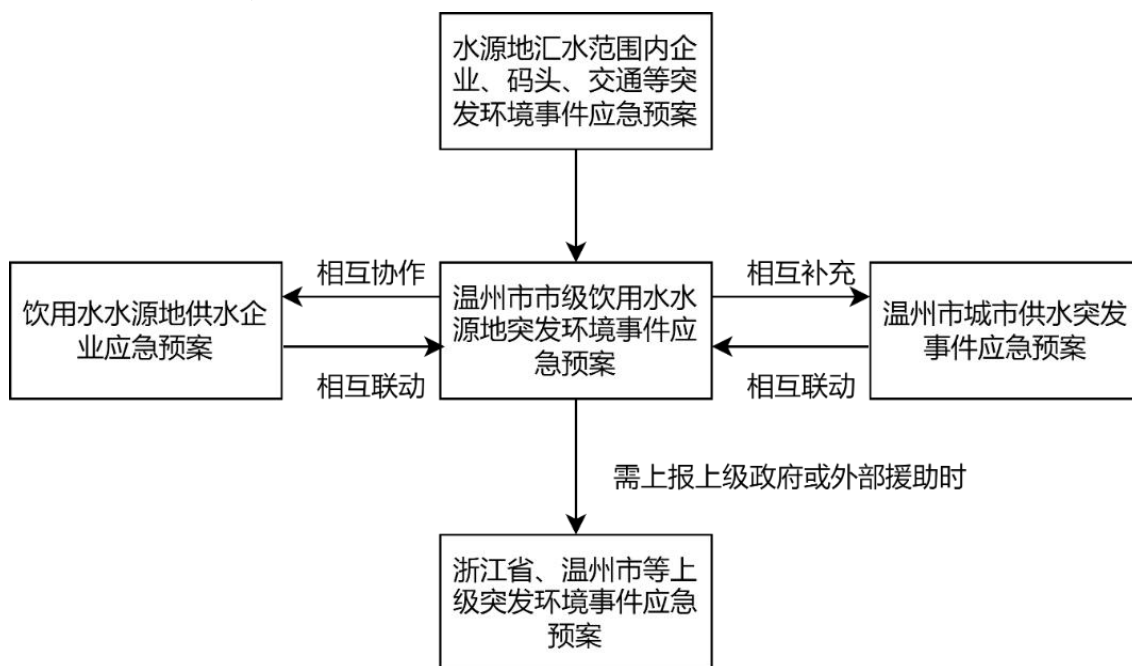 水源地汇水范围内企
业、码头、交通等突
发环境事件应急预案
相互协作
相互补充
饮用水水源地供水企
业应急预案
温州市市级饮用水水
源地突发环境事件应
急预案
温州市城市供水突发
事件应急预案
相互联动
相互联动
需上报上级政府或外部援助时
浙江省、温州市等上
级突发环境事件应急
预案